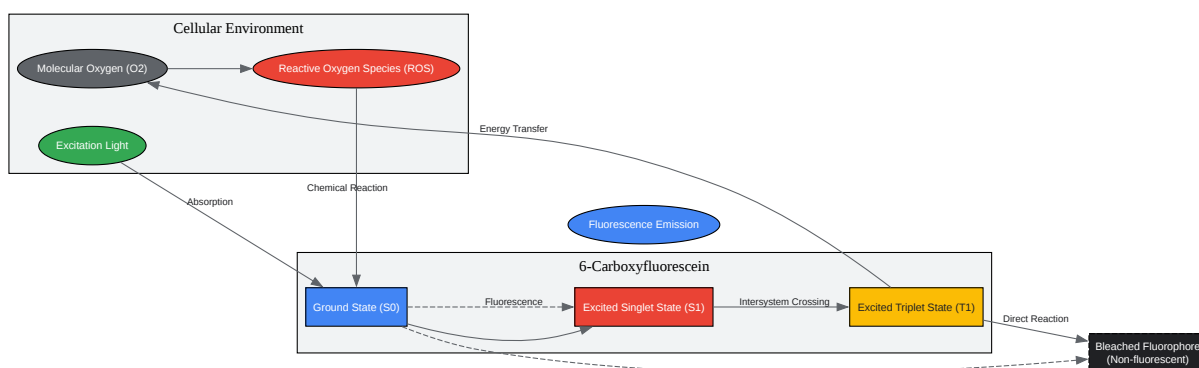 Cellular Environment
Molecular Oxygen (O2)
Reactive Oxygen Species (ROS)
Energy Transfer
Excitation Light
Chemical Reaction
Absorption
Fluorescence Emission
6-Carboxyfluorescein
Ground State (S0)
Fluorescence
Excited Singlet State (S1)
Intersystem Crossing
Excited Triplet State (T1)
Direct Reaction
Bleached Fluorophore
(Non-fluorescent)